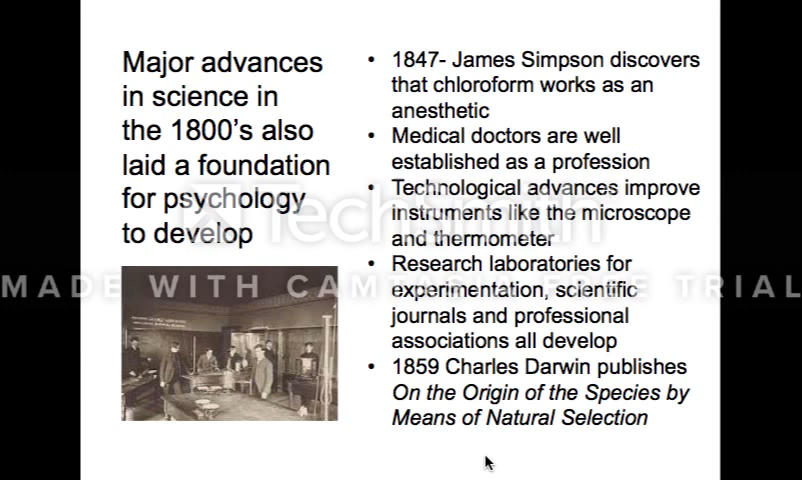 Major advances
in science in
the 1800's also
laid a foundation
for psychology
to develop
• 1847- James Simpson discovers
that chloroform works as an
anesthetic
• Medical doctors are well
established as a profession
• Technological advances improve
instruments like the microscope
and thermometer
• Research laboratories for
experimentation, scientific
journals and professional
associations all develop
• 1859 Charles Darwin publishes
On the Origin of the Species by
Means of Natural Selection
TechSmith
MADE WITH CAMTASIA FREE TRIAL